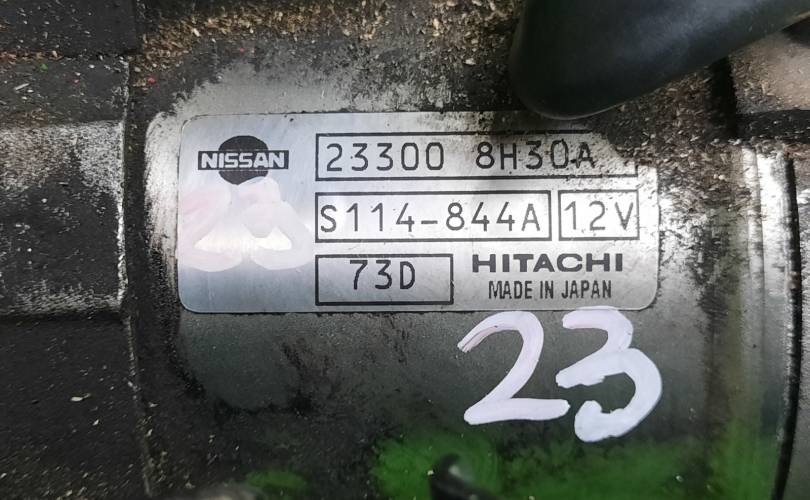 NISSAN
23300 8H30A
S114-844A 12V
73D HITACHI
MADE IN JAPAN
23